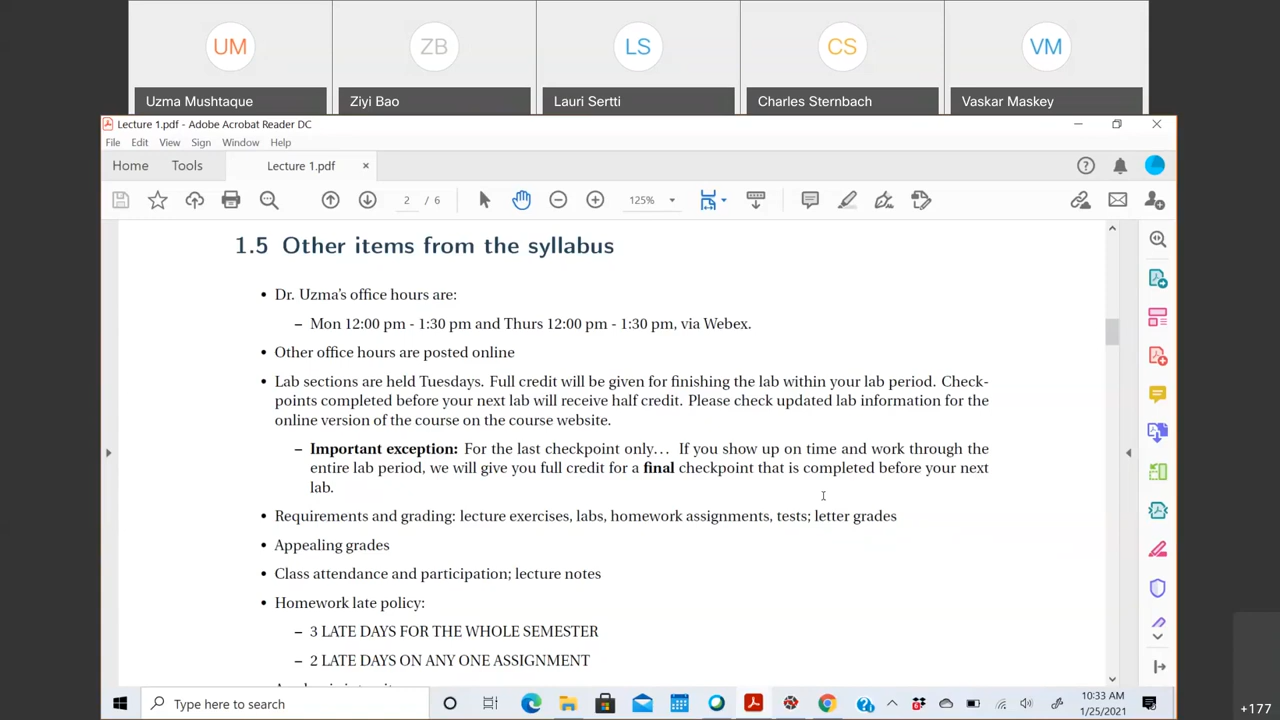 UM
ZB
LS
CS
VM
Uzma Mushtaque
Ziyi Bao
Lauri Sertti
Charles Sternbach
Vaskar Maskey
Lecture 1.pdf - Adobe Acrobat Reader DC
File Edit View Sign Window Help
Home Tools Lecture 1.pdf ×
2 / 6 125%
1.5 Other items from the syllabus
• Dr. Uzma's office hours are:
– Mon 12:00 pm - 1:30 pm and Thurs 12:00 pm - 1:30 pm, via Webex.
• Other office hours are posted online
• Lab sections are held Tuesdays. Full credit will be given for finishing the lab within your lab period. Check-
points completed before your next lab will receive half credit. Please check updated lab information for the
online version of the course on the course website.
– Important exception: For the last checkpoint only... If you show up on time and work through the
entire lab period, we will give you full credit for a final checkpoint that is completed before your next
lab.
• Requirements and grading: lecture exercises, labs, homework assignments, tests; letter grades
• Appealing grades
• Class attendance and participation; lecture notes
• Homework late policy:
– 3 LATE DAYS FOR THE WHOLE SEMESTER
– 2 LATE DAYS ON ANY ONE ASSIGNMENT
Type here to search
10:33 AM
1/25/2021
+177